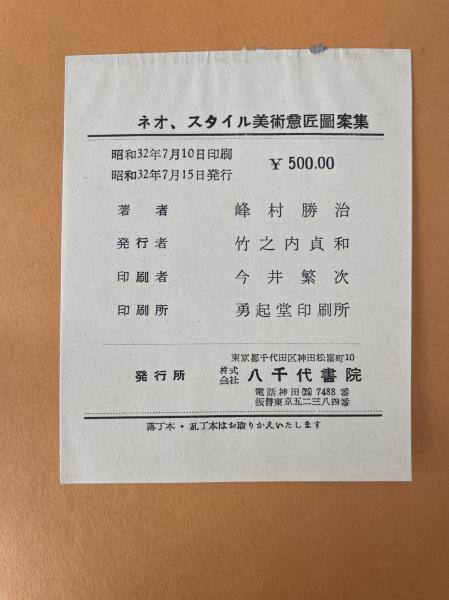 ネオ、スタイル美術意匠圖案集
昭和32年7月10日印刷
昭和32年7月15日発行
¥ 500.00
著者 峰村勝治
発行者 竹之内貞和
印刷者 今井繁次
印刷所 勇起堂印刷所
東京都千代田区神田松富町10
発行所 株式会社 八千代書院
電話神田(25) 7488 番
振替東京五二三八四番
落丁本・乱丁本はお取りかえいたします